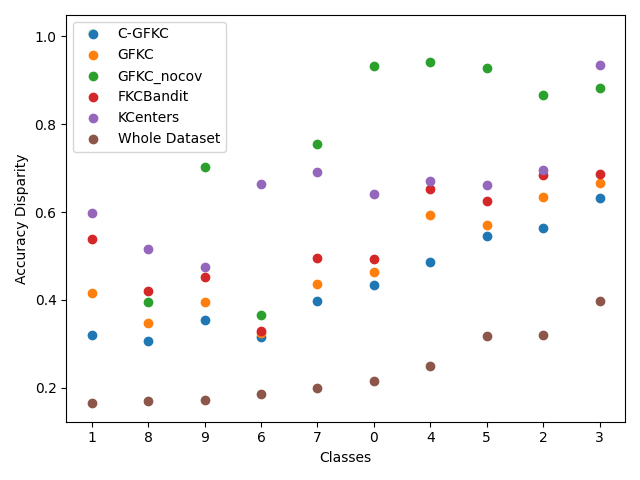 C-GFKC
GFKC
GFKC_nocov
FKCBandit
KCenters
Whole Dataset
1.0
0.8
0.6
0.4
0.2
Accuracy Disparity
1 8 9 6 7 0 4 5 2 3
Classes